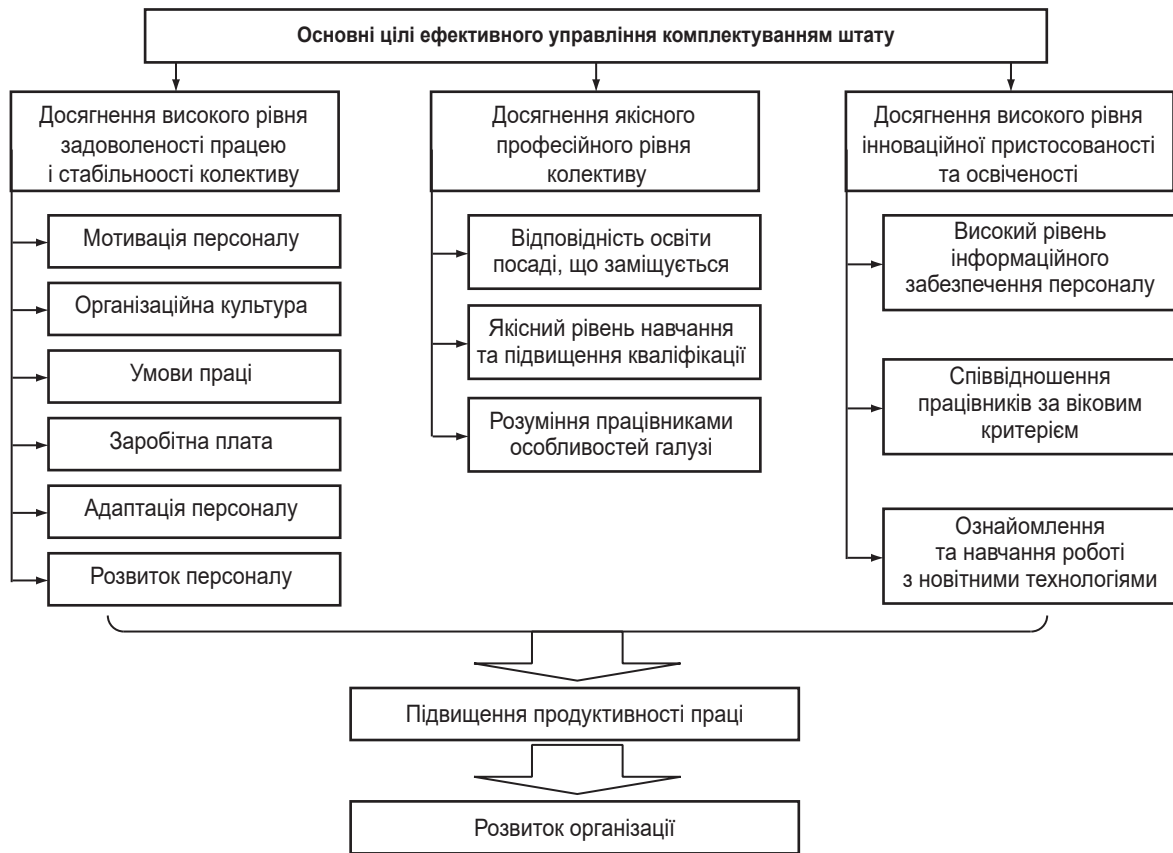 Основні цілі ефективного управління комплектуванням штату
Досягнення високого рівня
задоволеності працею
і стабільноості колективу
Мотивація персоналу
Організаційна культура
Умови праці
Заробітна плата
Адаптація персоналу
Розвиток персоналу
Досягнення якісного
професійного рівня
колективу
Відповідність освіти
посаді, що заміщується
Якісний рівень навчання
та підвищення кваліфікації
Розуміння працівниками
особливостей галузі
Досягнення високого рівня
інноваційної пристосованості
та освіченості
Високий рівень
інформаційного
забезпечення персоналу
Співвідношення
працівників за віковим
критерієм
Ознайомлення
та навчання роботі
з новітними технологіями
Підвищення продуктивності праці
Розвиток організації